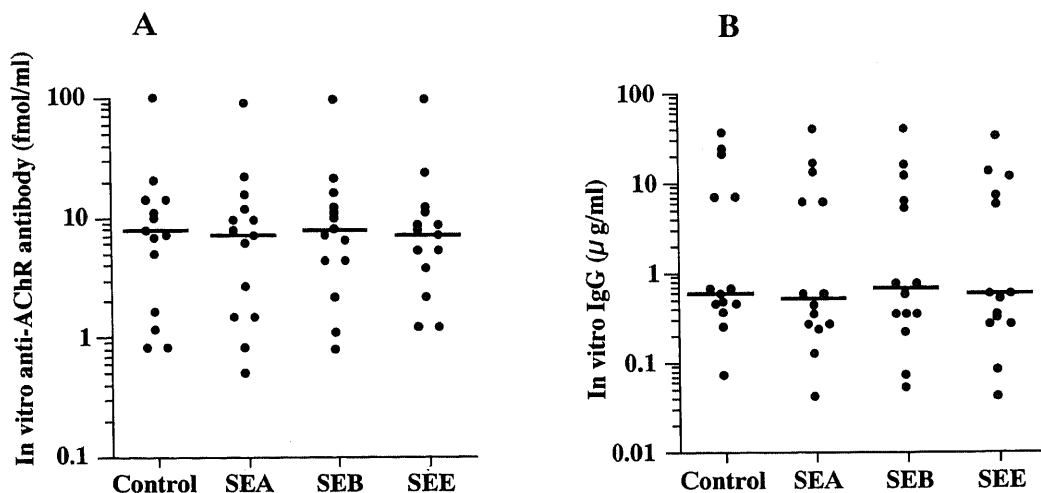 A
In vitro anti-AChR antibody (fmol/ml)
100
10
1
0.1
Control SEA SEB SEE
B
In vitro IgG (μ g/ml)
100
10
1
0.1
0.01
Control SEA SEB SEE